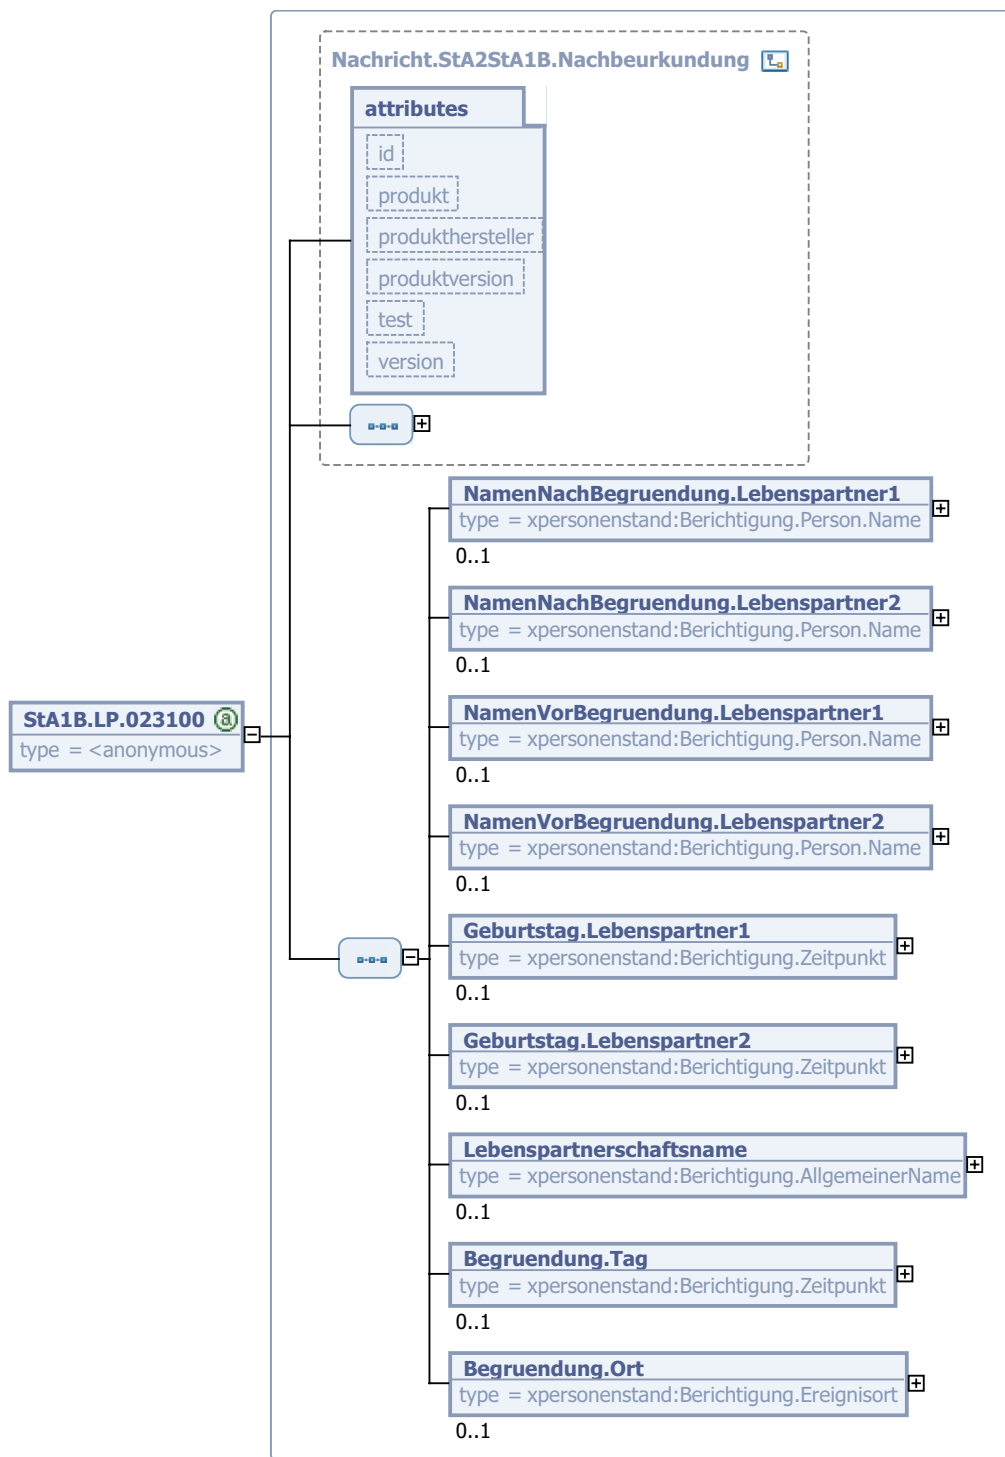 Nachricht.StA2StA1B.Nachbeurkundung
attributes
id
produkt
produkthersteller
produktversion
test
version
NamenNachBegruendung.Lebenspartner1
type = xpersonenstand:Berichtigung.Person.Name
0..1
NamenNachBegruendung.Lebenspartner2
type = xpersonenstand:Berichtigung.Person.Name
0..1
StA1B.LP.023100 a
type = <anonymous>
NamenVorBegruendung.Lebenspartner1
type = xpersonenstand:Berichtigung.Person.Name
0..1
NamenVorBegruendung.Lebenspartner2
type = xpersonenstand:Berichtigung.Person.Name
0..1
Geburtstag.Lebenspartner1
type = xpersonenstand:Berichtigung.Zeitpunkt
0..1
Geburtstag.Lebenspartner2
type = xpersonenstand:Berichtigung.Zeitpunkt
0..1
Lebenspartnerschaftsname
type = xpersonenstand:Berichtigung.AllgemeinerName
0..1
Begruendung.Tag
type = xpersonenstand:Berichtigung.Zeitpunkt
0..1
Begruendung.Ort
type = xpersonenstand:Berichtigung.Ereignisort
0..1